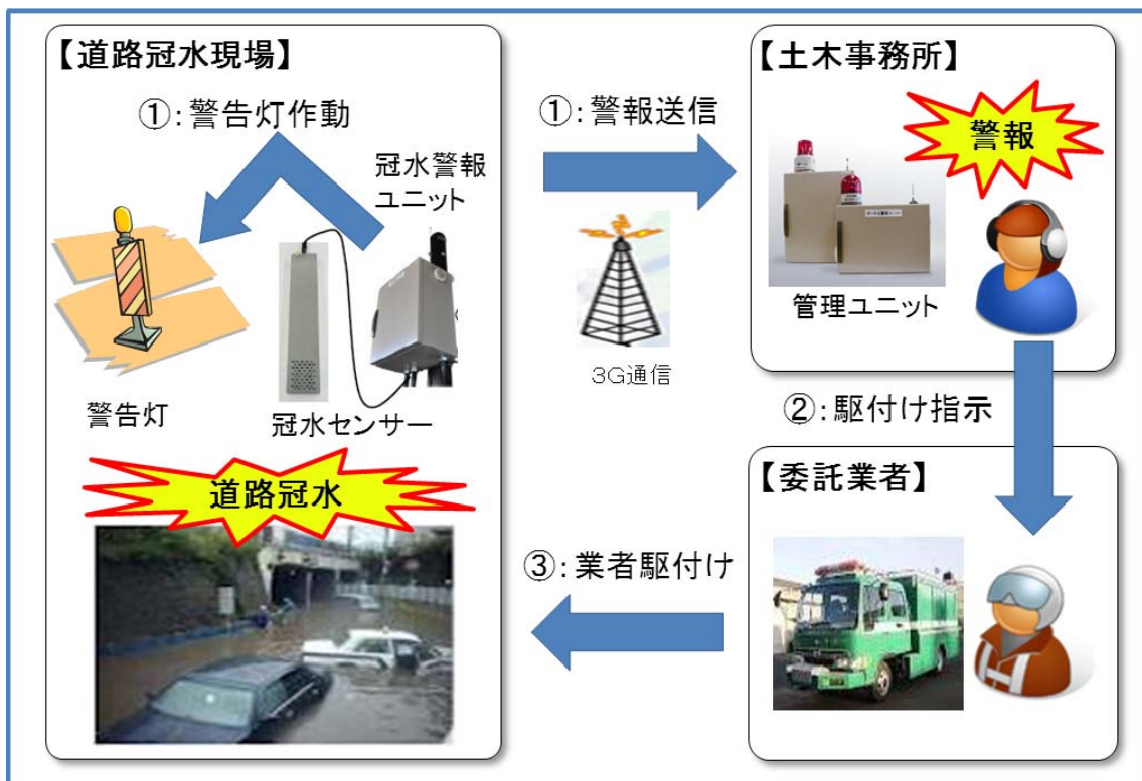 【道路冠水現場】
①:警告灯作動
冠水警報
ユニット
警告灯
冠水センサー
道路冠水
①:警報送信
3G通信
【土木事務所】
警報
管理ユニット
②:駆付け指示
【委託業者】
③:業者駆付け